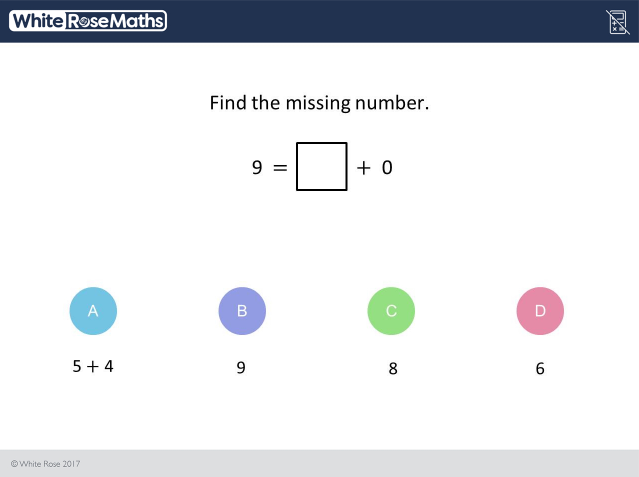 White Rose Maths
Find the missing number.
9 = + 0
A B C D
5 + 4 9 8 6
© White Rose 2017